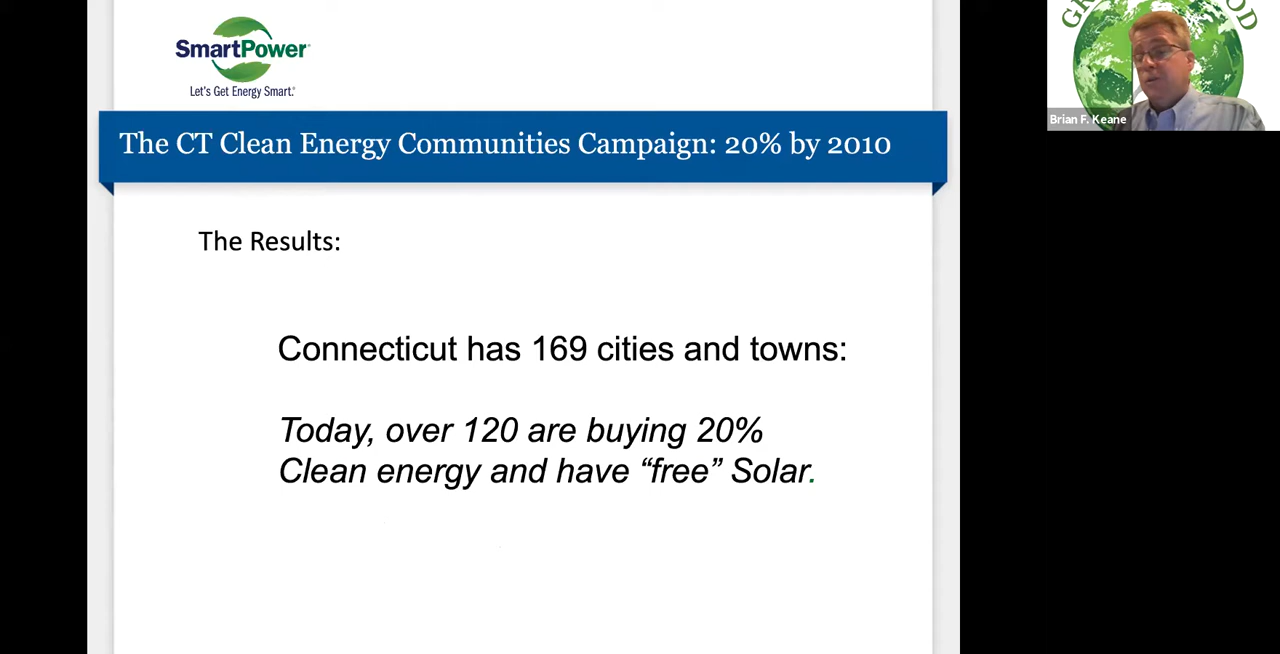 SmartPower
Let's Get Energy Smart.
The CT Clean Energy Communities Campaign: 20% by 2010
The Results:
Connecticut has 169 cities and towns:
Today, over 120 are buying 20%
Clean energy and have “free” Solar.
Brian F. Keane